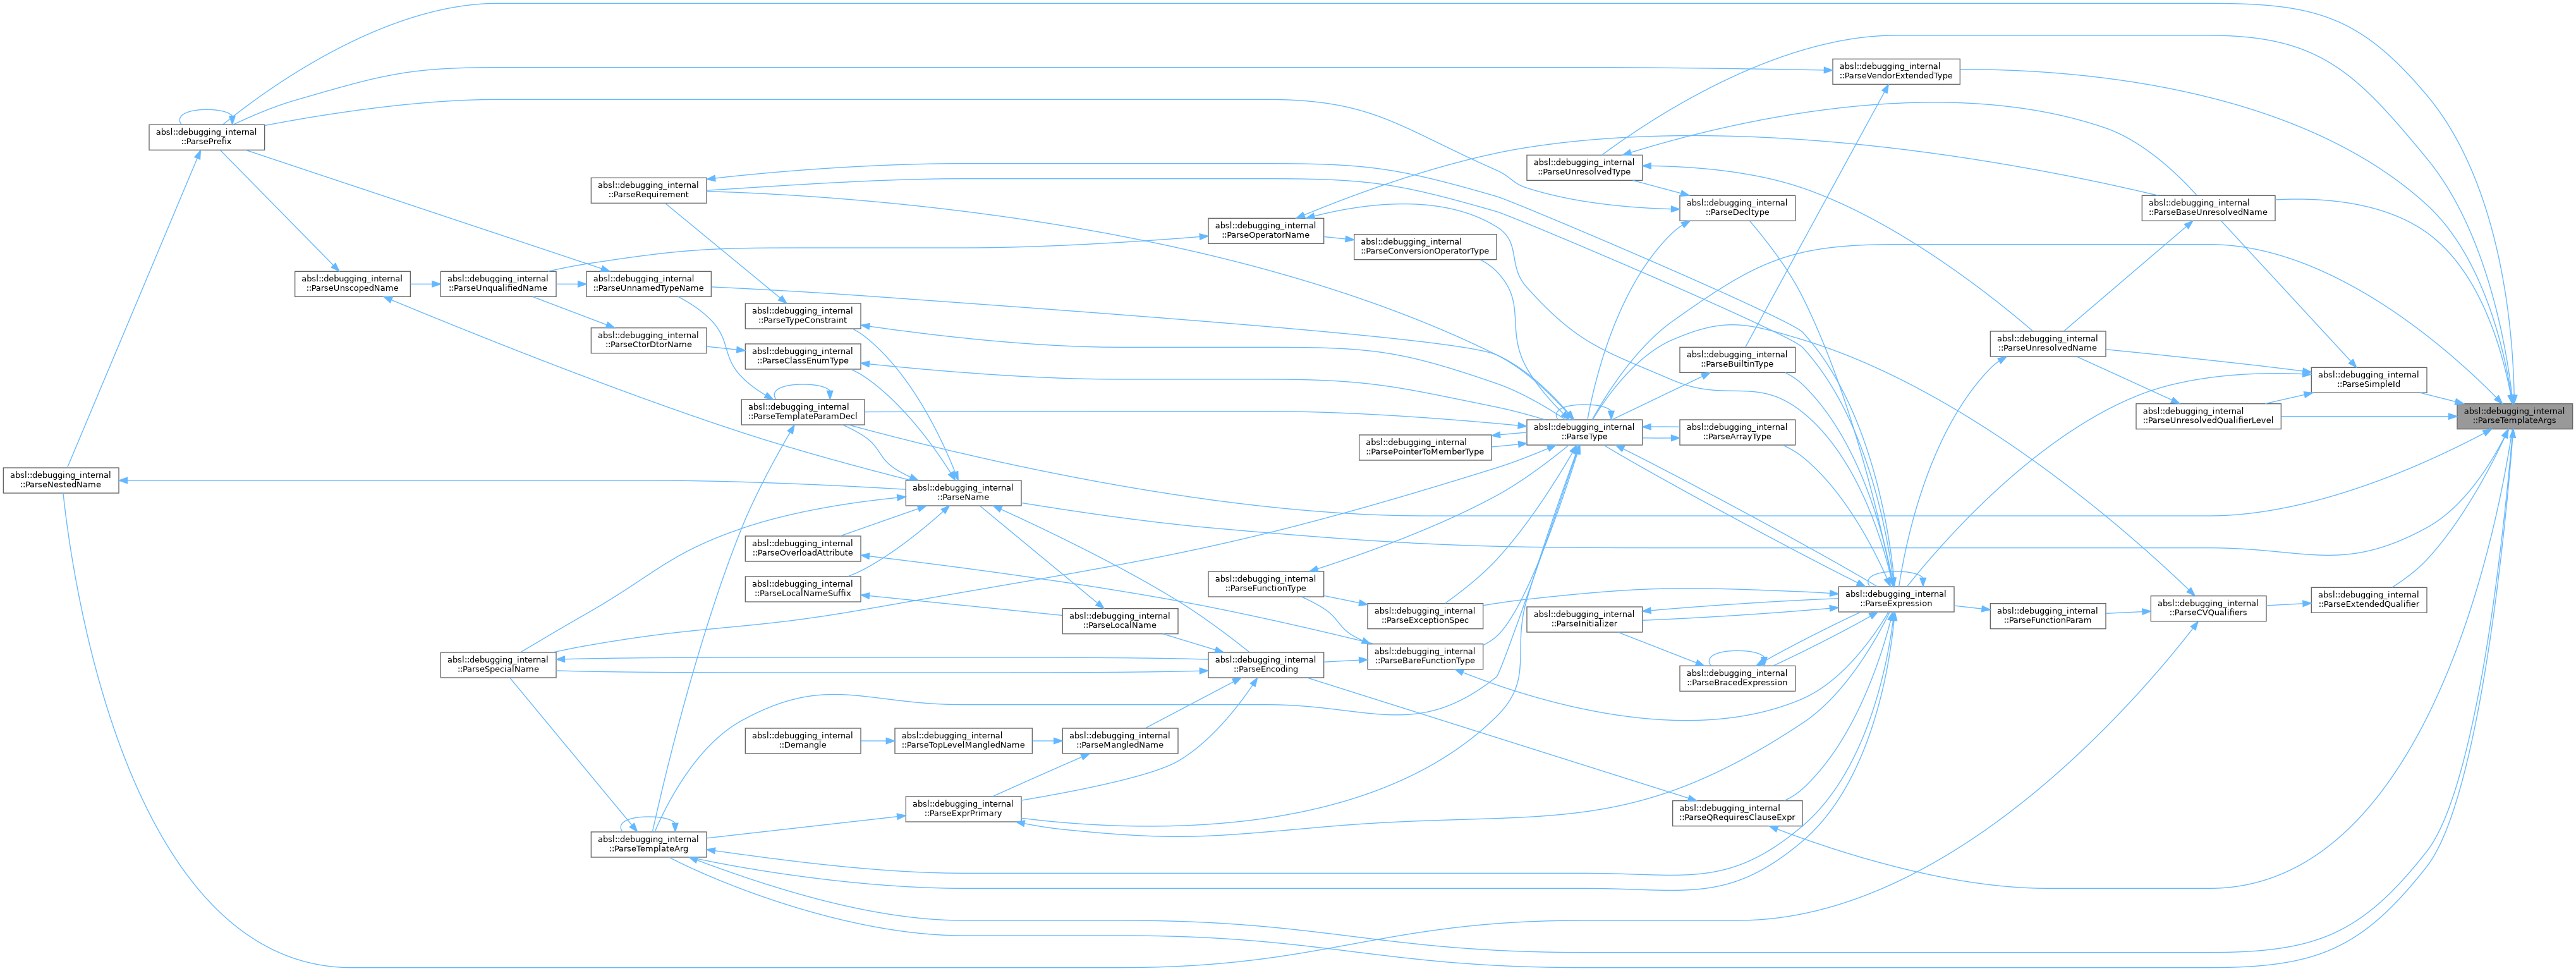 absl::debugging_internal
::ParseVendorExtendedType
absl::debugging_internal
::ParsePrefix
absl::debugging_internal
::ParseUnresolvedType
absl::debugging_internal
::ParseRequirement
absl::debugging_internal
::ParseDecltype
absl::debugging_internal
::ParseBaseUnresolvedName
absl::debugging_internal
::ParseOperatorName
absl::debugging_internal
::ParseConversionOperatorType
absl::debugging_internal
::ParseUnscopedName
absl::debugging_internal
::ParseUnqualifiedName
absl::debugging_internal
::ParseUnnamedTypeName
absl::debugging_internal
::ParseTypeConstraint
absl::debugging_internal
::ParseCtorDtorName
absl::debugging_internal
::ParseUnresolvedName
absl::debugging_internal
::ParseClassEnumType
absl::debugging_internal
::ParseBuiltinType
absl::debugging_internal
::ParseSimpleId
absl::debugging_internal
::ParseTemplateParamDecl
absl::debugging_internal
::ParseUnresolvedQualifierLevel
absl::debugging_internal
::ParseTemplateArgs
absl::debugging_internal
::ParseType
absl::debugging_internal
::ParseArrayType
absl::debugging_internal
::ParsePointerToMemberType
absl::debugging_internal
::ParseNestedName
absl::debugging_internal
::ParseName
absl::debugging_internal
::ParseOverloadAttribute
absl::debugging_internal
::ParseFunctionType
absl::debugging_internal
::ParseLocalNameSuffix
absl::debugging_internal
::ParseExpression
absl::debugging_internal
::ParseExtendedQualifier
absl::debugging_internal
::ParseCVQualifiers
absl::debugging_internal
::ParseFunctionParam
absl::debugging_internal
::ParseExceptionSpec
absl::debugging_internal
::ParseInitializer
absl::debugging_internal
::ParseLocalName
absl::debugging_internal
::ParseBareFunctionType
absl::debugging_internal
::ParseSpecialName
absl::debugging_internal
::ParseEncoding
absl::debugging_internal
::ParseBracedExpression
absl::debugging_internal
::Demangle
absl::debugging_internal
::ParseTopLevelMangledName
absl::debugging_internal
::ParseMangledName
absl::debugging_internal
::ParseExprPrimary
absl::debugging_internal
::ParseQRequiresClauseExpr
absl::debugging_internal
::ParseTemplateArg